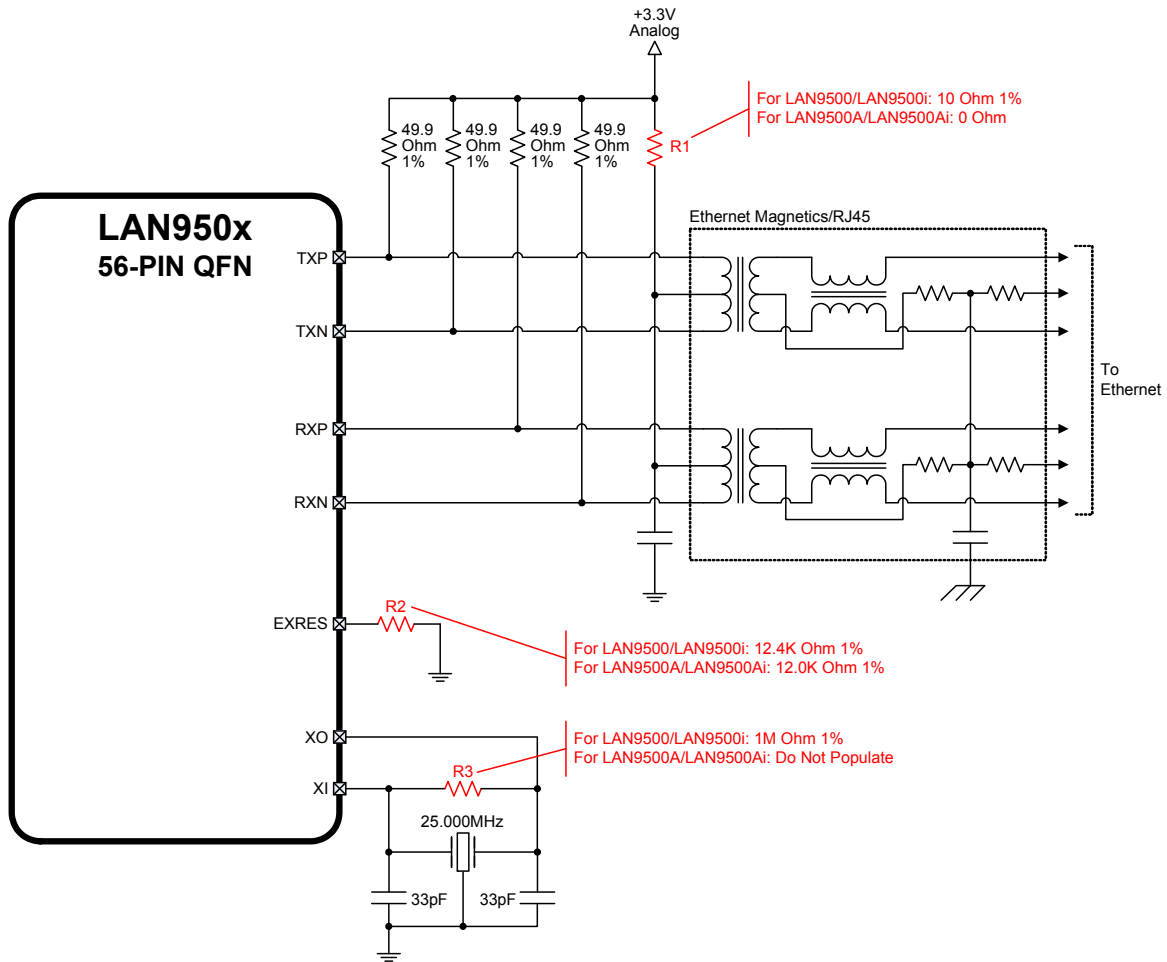 +3.3V
Analog
For LAN9500/LAN9500i: 10 Ohm 1%
For LAN9500A/LAN9500Ai: 0 Ohm
49.9
Ohm
1%
49.9
Ohm
1%
49.9
Ohm
1%
49.9
Ohm
1%
R1
LAN950x
56-PIN QFN
Ethernet Magnetics/RJ45
TXP
TXN
To
Ethernet
RXP
RXN
EXRES
R2
For LAN9500/LAN9500i: 12.4K Ohm 1%
For LAN9500A/LAN9500Ai: 12.0K Ohm 1%
XO
For LAN9500/LAN9500i: 1M Ohm 1%
For LAN9500A/LAN9500Ai: Do Not Populate
R3
XI
25.000MHz
33pF
33pF